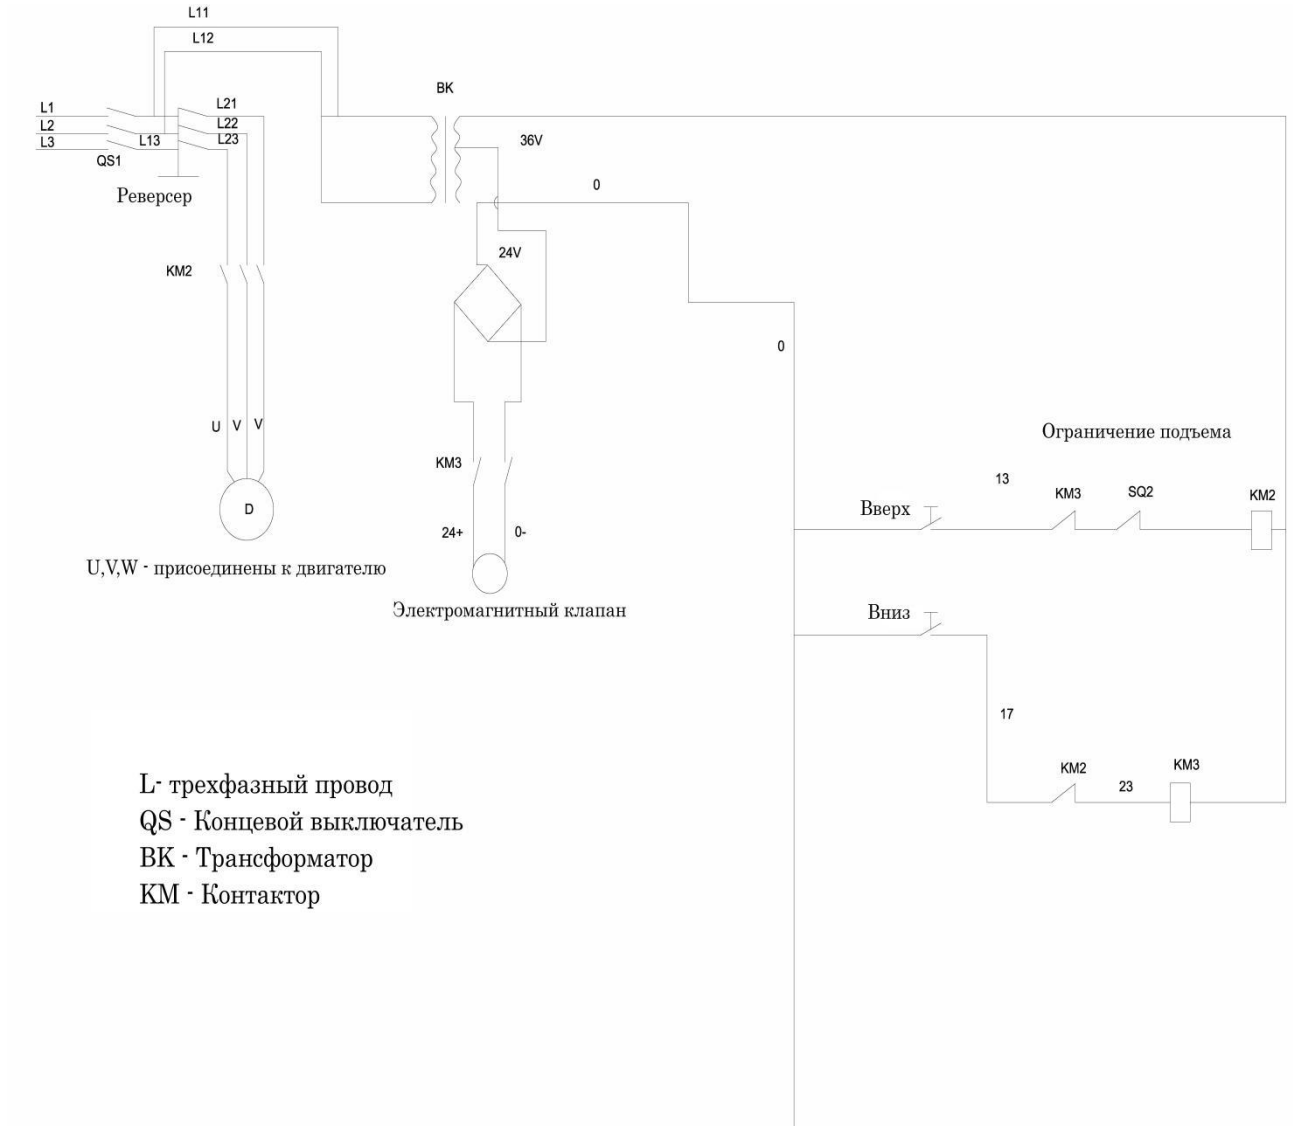 L11
L12
BK
L1
L21
L2
L22
L3
L13
L23
QS1
36V
Реверсер
0
24V
KM2
0
U
V
V
Ограничение подъема
KM3
13
KM3
SQ2
KM2
Вверх
D
24+
0-
U,V,W - присоединены к двигателю
Электромагнитный клапан
Вниз
17
KM2
23
KM3
L- трехфазный провод
QS - Концевой выключатель
BK - Трансформатор
KM - Контактор